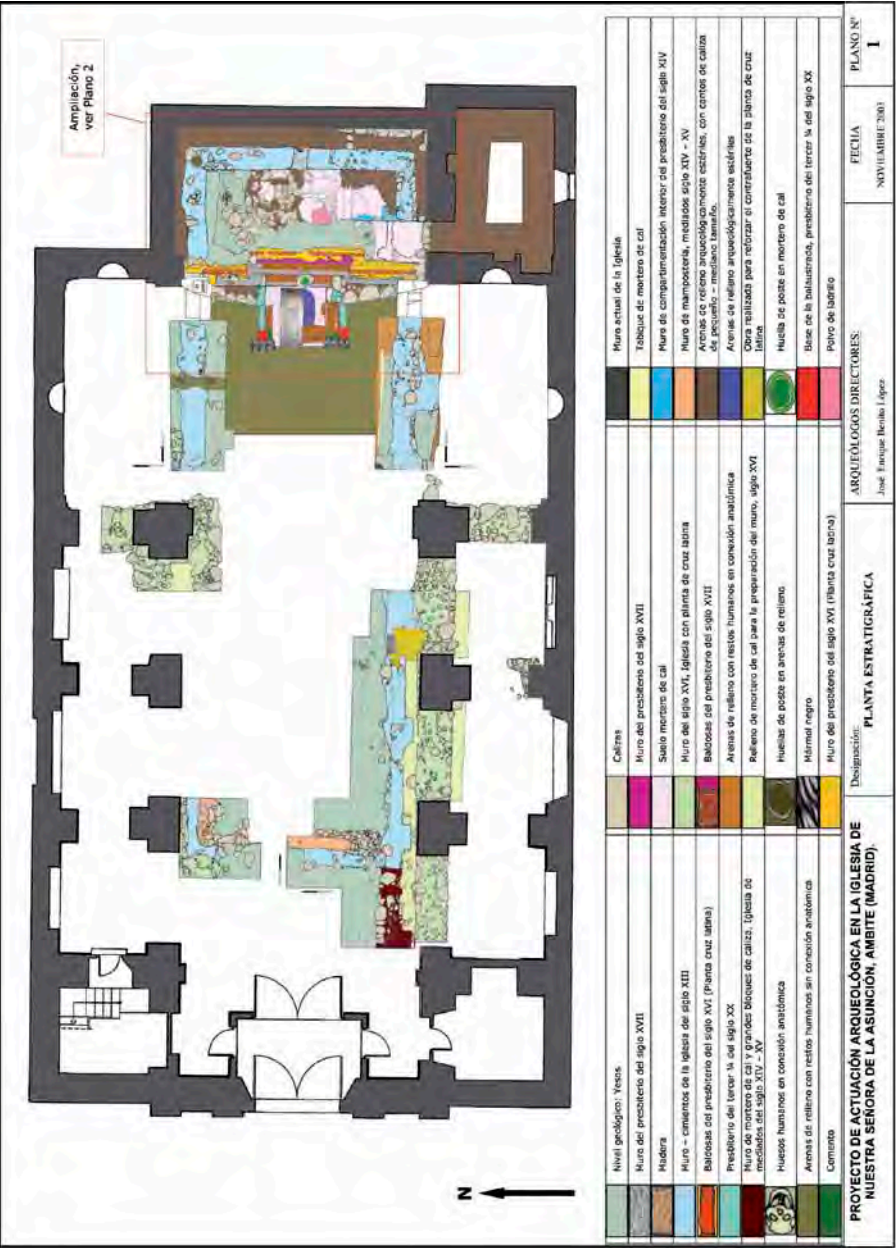 Ampliación,
ver Plano 2
N
Nivel geológico: Yesos
Muro del presbiterio del siglo XVII
Madera
Muro – cimientos de la iglesia del siglo XIII
Baldosas del presbiterio del siglo XVI (Planta cruz latina)
Presbiterio del tercer ¼ del siglo XX
Muro de mortero de cal y grandes bloques de caliza, Iglesia de
mediados del siglo XIV – XV
Huesos humanos en conexión anatómica
Arenas de relleno con restos humanos sin conexión anatómica
Cemento
Calizas
Muro del presbiterio del siglo XVII
Suelo mortero de cal
Muro del siglo XVI, Iglesia con planta de cruz latina
Baldosas del presbiterio del siglo XVII
Arenas de relleno con restos humanos en conexión anatómica
Relleno de mortero de cal para la preparación del muro, siglo XVI
Huellas de poste en arenas de relleno
Mármol negro
Muro del presbiterio del siglo XVI (Planta cruz latina)
Muro actual de la Iglesia
Tabique de mortero de cal
Muro de compartimentación interior del presbiterio del siglo XIV
Muro de mampostería, mediados siglo XIV – XV
Arenas de relleno arqueológicamente estériles, con cantos de caliza
de pequeño – mediano tamaño.
Arenas de relleno arqueológicamente estériles
Obra realizada para reforzar el contrafuerte de la planta de cruz
latina
Huella de poste en mortero de cal
Base de la balaustrada, presbiterio del tercer ¼ del siglo XX
Polvo de ladrillo
PROYECTO DE ACTUACIÓN ARQUEOLÓGICA EN LA IGLESIA DE
NUESTRA SEÑORA DE LA ASUNCIÓN, AMBITE (MADRID).
Designación:
PLANTA ESTRATIGRÁFICA
ARQUEÓLOGOS DIRECTORES:
José Enrique Benito López
FECHA
NOVIEMBRE 2003
PLANO Nº
1